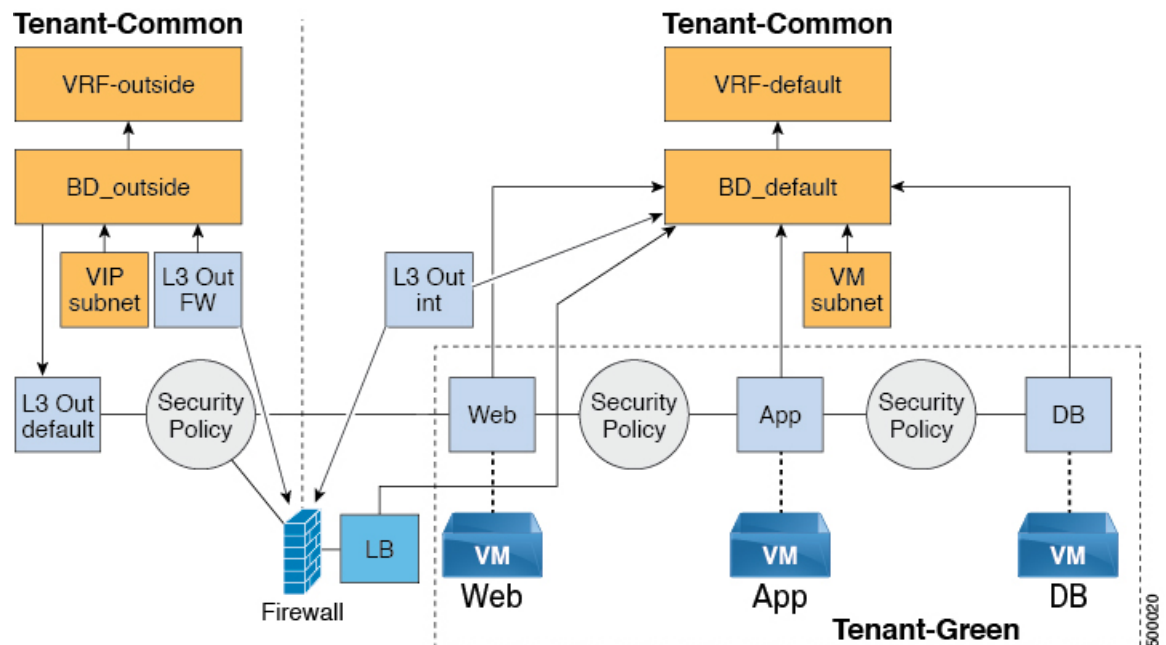 Tenant-Common
Tenant-Common
VRF-outside
VRF-default
BD_outside
BD_default
VIP
subnet
L3 Out
FW
L3 Out
int
VM
subnet
L3 Out
default
Security
Policy
Web
Security
Policy
App
Security
Policy
DB
LB
VM
VM
VM
Firewall
Web
App
DB
Tenant-Green
500020